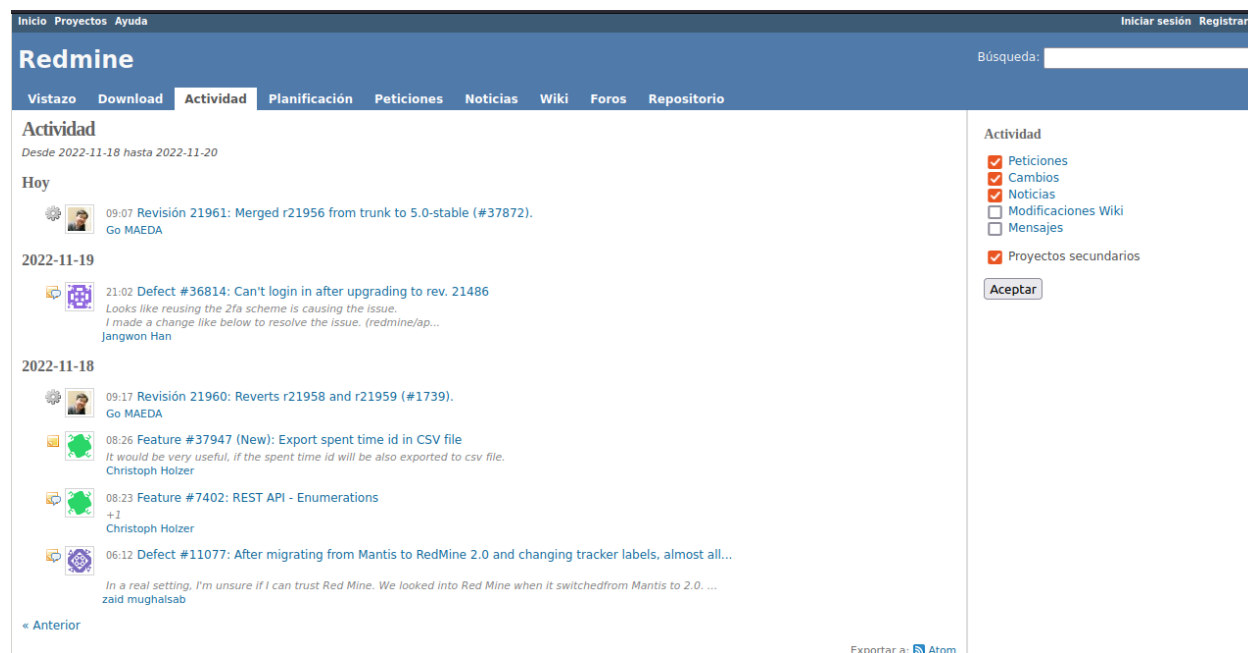 Inicio Proyectos Ayuda
Iniciar sesión
Redmine
Búsqueda:
Vistazo Download Actividad Planificación Peticiones Noticias Wiki Foros Repositorio
Actividad
Desde 2022-11-18 hasta 2022-11-20
Hoy
09:07 Revisión 21961: Merged r21956 from trunk to 5.0-stable (#37872).
Go MAEDA
2022-11-19
21:02 Defect #36814: Can't login in after upgrading to rev. 21486
Looks like reusing the 2fa scheme is causing the issue.
I made a change like below to resolve the issue. (redmine/ap...
Jangwon Han
2022-11-18
09:17 Revisión 21960: Reverts r21958 and r21959 (#1739).
Go MAEDA
08:26 Feature #37947 (New): Export spent time id in CSV file
It would be very useful, if the spent time id will be also exported to csv file.
Christoph Holzer
08:23 Feature #7402: REST API - Enumerations
+1
Christoph Holzer
06:12 Defect #11077: After migrating from Mantis to RedMine 2.0 and changing tracker labels, almost all...
In a real setting, I'm unsure if I can trust Red Mine. We looked into Red Mine when it switchedfrom Mantis to 2.0. ...
zaid mughalsab
« Anterior
Exportar a: Atom
Actividad
Peticiones
Cambios
Noticias
Modificaciones Wiki
Mensajes
Proyectos secundarios
Aceptar